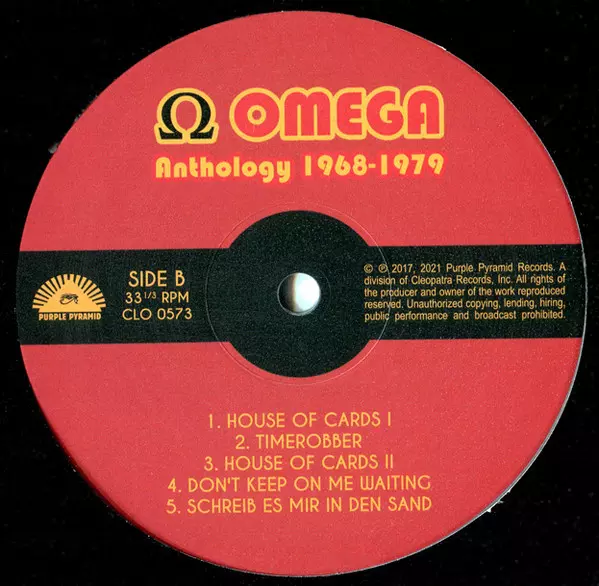 Ω OMEGA
Anthology 1968-1979
PURPLE PYRAMID
SIDE B
33 1/3 RPM
CLO 0573
© ℗ 2017, 2021 Purple Pyramid Records. A
division of Cleopatra Records, Inc. All rights of
the producer and owner of the work reproduced
reserved. Unauthorized copying, lending, hiring,
public performance and broadcast prohibited.
1. HOUSE OF CARDS I
2. TIMEROBBER
3. HOUSE OF CARDS II
4. DON'T KEEP ON ME WAITING
5. SCHREIß ES MIR IN DEN SAND